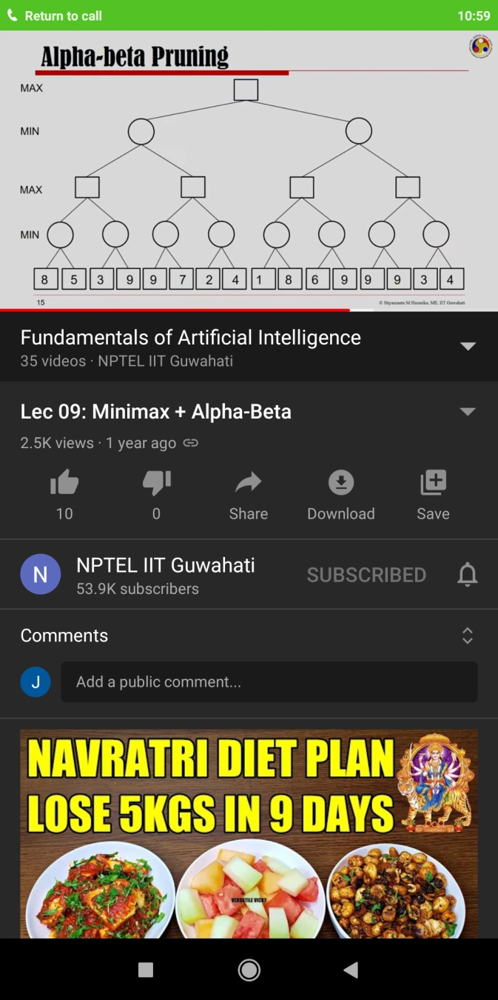 Return to call 10:59
Alpha-beta Pruning
MAX
MIN
MAX
MIN
8 5 3 9 9 7 2 4 1 8 6 9 9 9 3 4
15 © Shyamanta M Hazarika, ME, IIT Guwahati
Fundamentals of Artificial Intelligence
35 videos · NPTEL IIT Guwahati
Lec 09: Minimax + Alpha-Beta
2.5K views · 1 year ago
10 0 Share Download Save
N NPTEL IIT Guwahati SUBSCRIBED
53.9K subscribers
Comments
J Add a public comment...
NAVRATRI DIET PLAN
LOSE 5KGS IN 9 DAYS
VERSATILE VICKY